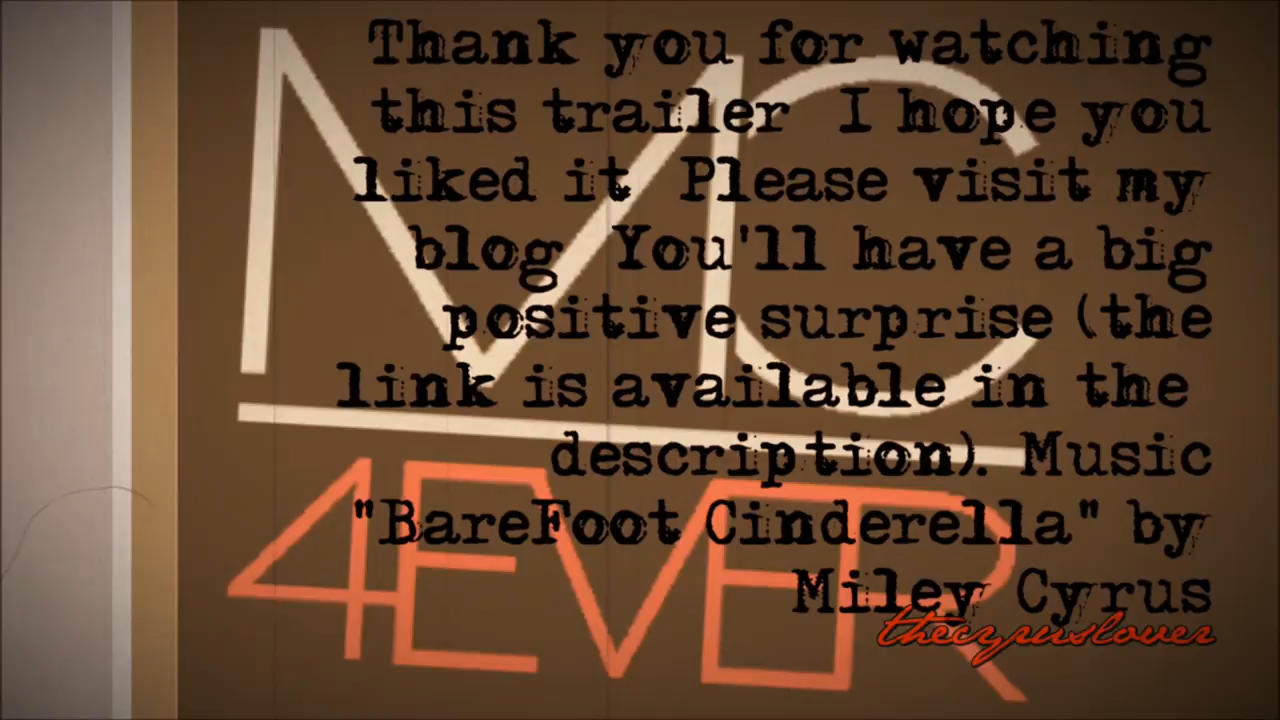 Thank you for watching
this trailer I hope you
liked it Please visit my
blog You'll have a big
positive surprise (the
link is available in the
description). Music
"BareFoot Cinderella" by
Miley Cyrus
thecyruslover
MC
4EVER